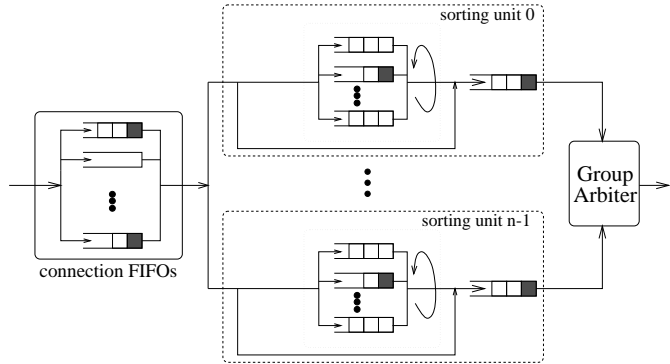 sorting unit 0
connection FIFOs
Group
Arbiter
sorting unit n-1